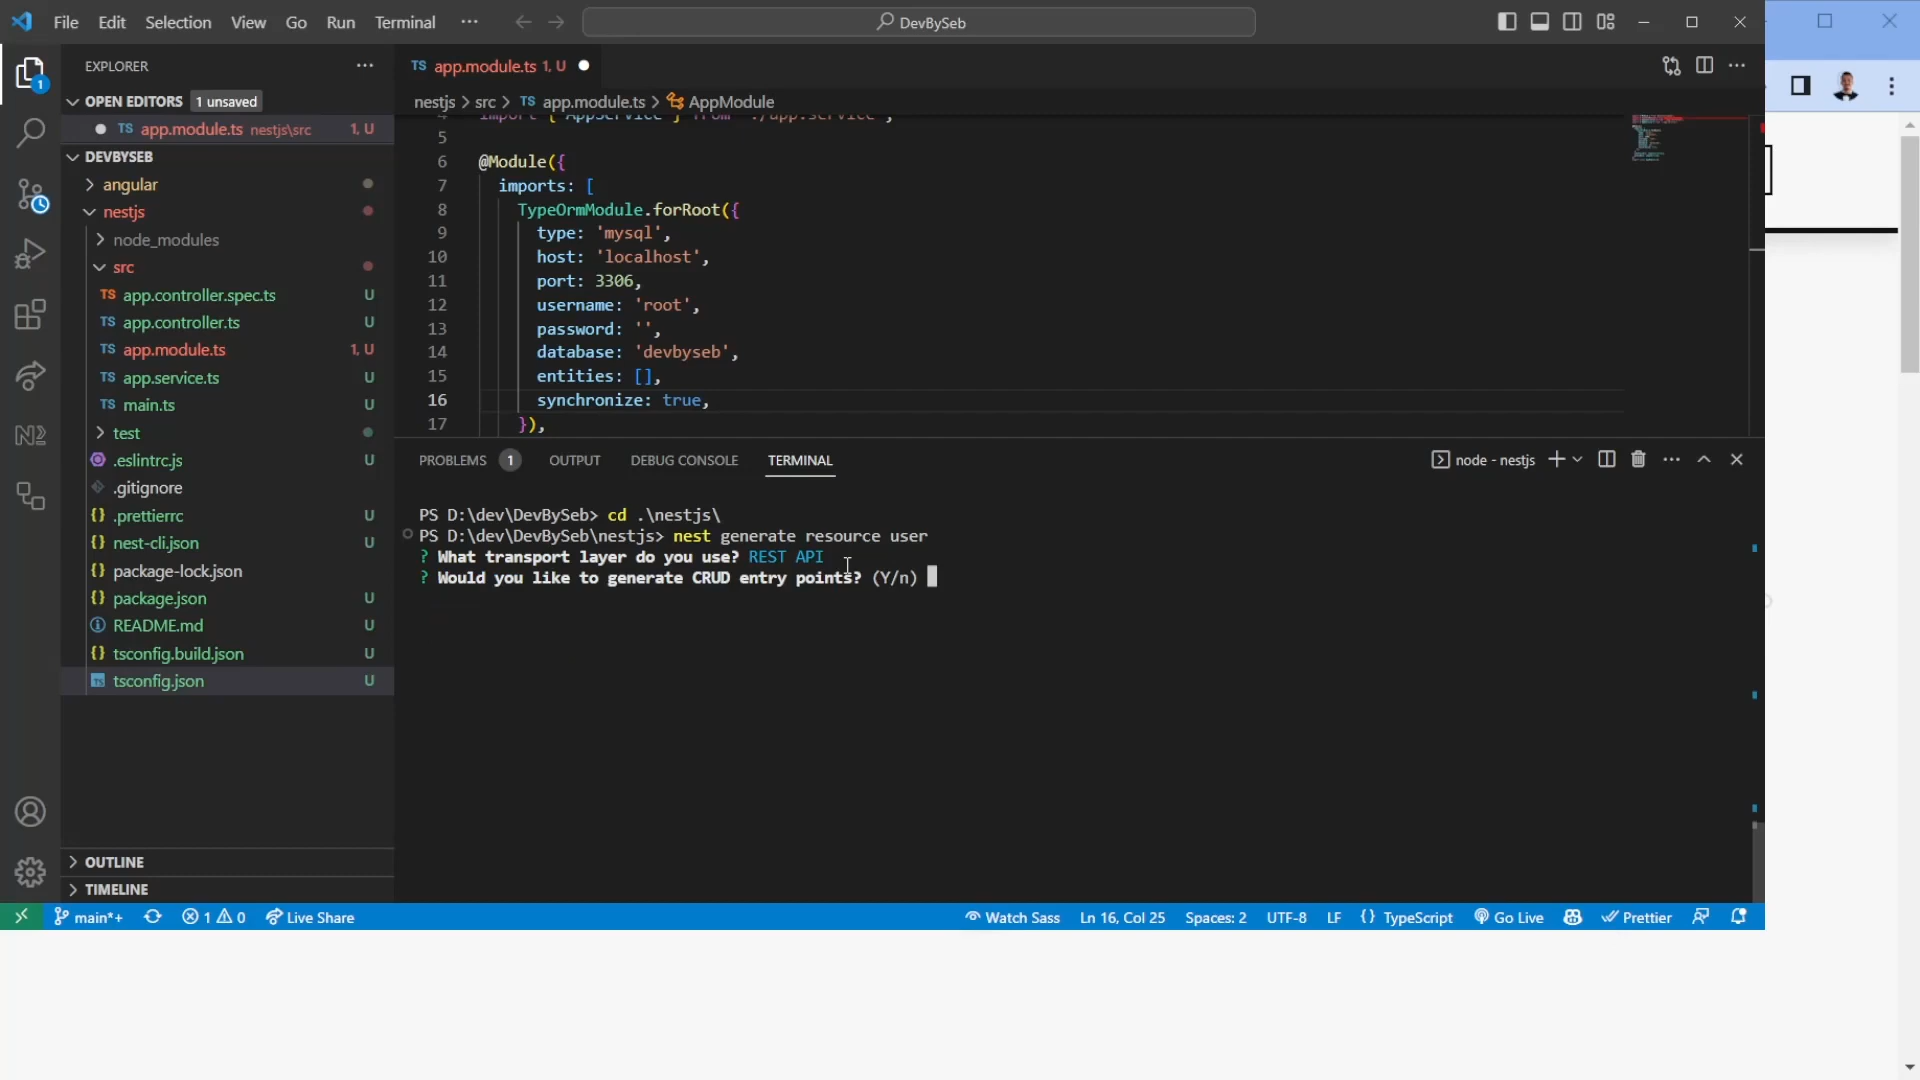 File Edit Selection View Go Run Terminal ··· DevBySeb
EXPLORER ···
OPEN EDITORS 1 unsaved
TS app.module.ts nestjs\src 1, U
DEVBYSEB
angular
nestjs
node_modules
src
TS app.controller.spec.ts U
TS app.controller.ts U
TS app.module.ts 1, U
TS app.service.ts U
TS main.ts U
test
.eslintrc.js U
.gitignore
{} .prettierrc U
{} nest-cli.json U
{} package-lock.json
{} package.json U
README.md U
{} tsconfig.build.json U
TS tsconfig.json U
OUTLINE
TIMELINE
TS app.module.ts 1, U
nestjs > src > TS app.module.ts > AppModule
4 import { AppService } from './app.service';
5
6 @Module({
7 imports: [
8 TypeOrmModule.forRoot({
9 type: 'mysql',
10 host: 'localhost',
11 port: 3306,
12 username: 'root',
13 password: '',
14 database: 'devbyseb',
15 entities: [],
16 synchronize: true,
17 }),
PROBLEMS 1 OUTPUT DEBUG CONSOLE TERMINAL node - nestjs
PS D:\dev\DevBySeb> cd .\nestjs\
PS D:\dev\DevBySeb\nestjs> nest generate resource user
? What transport layer do you use? REST API
? Would you like to generate CRUD entry points? (Y/n)
main*+ 1 0 Live Share Watch Sass Ln 16, Col 25 Spaces: 2 UTF-8 LF {} TypeScript Go Live Prettier